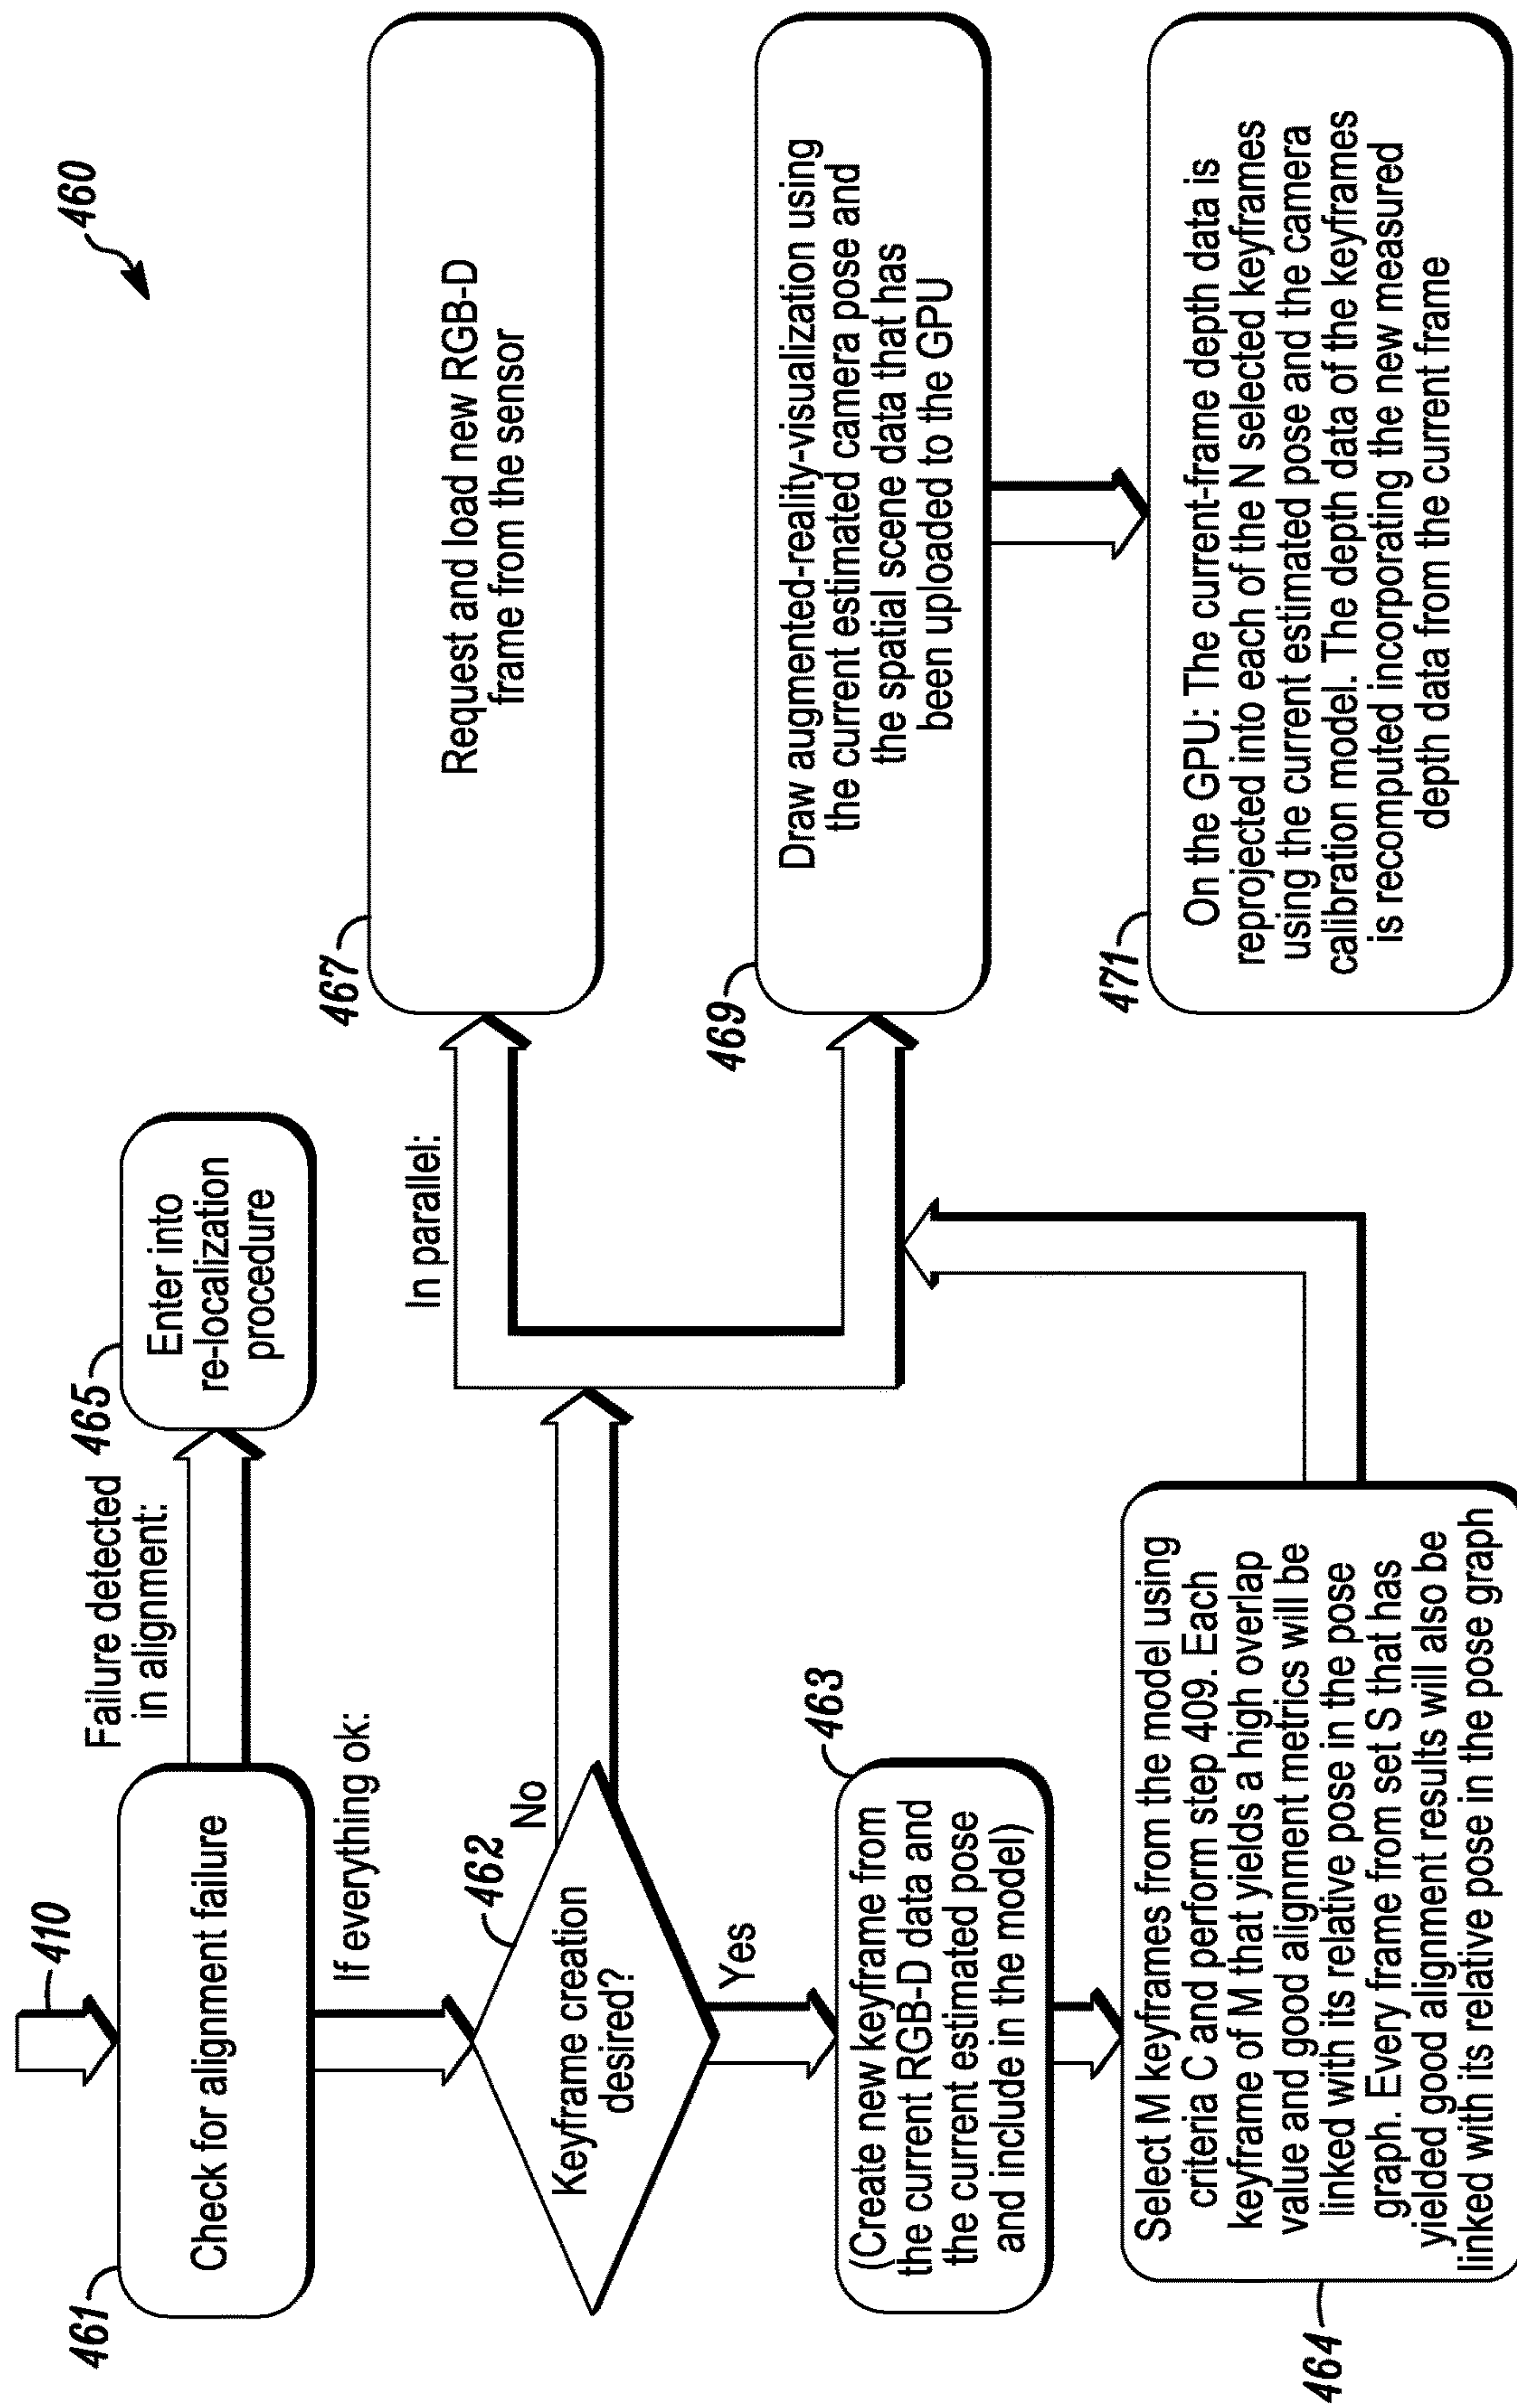 460
410
461
Check for alignment failure
Failure detected
in alignment:
465
Enter into
re-localization
procedure
If everything ok:
462
Keyframe creation
desired?
No
Yes
463
(Create new keyframe from
the current RGB-D data and
the current estimated pose
and include in the model)
464
Select M keyframes from the model using
criteria C and perform step 409. Each
keyframe of M that yields a high overlap
value and good alignment metrics will be
linked with its relative pose in the pose
graph. Every frame from set S that has
yielded good alignment results will also be
linked with its relative pose in the pose graph
In parallel:
467
Request and load new RGB-D
frame from the sensor
469
Draw augmented-reality-visualization using
the current estimated camera pose and
the spatial scene data that has
been uploaded to the GPU
471
On the GPU: The current-frame depth data is
reprojected into each of the N selected keyframes
using the current estimated pose and the camera
calibration model. The depth data of the keyframes
is recomputed incorporating the new measured
depth data from the current frame